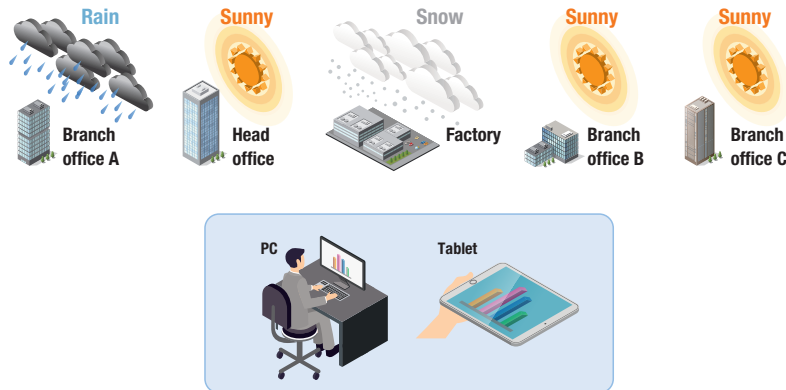 Rain
Sunny
Snow
Sunny
Sunny
Branch
office A
Head
office
Factory
Branch
office B
Branch
office C
PC
Tablet